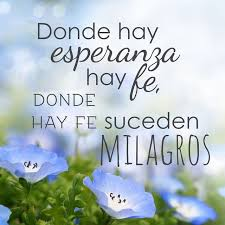 Donde hay
esperanza
hay fe,
DONDE
HAY FE suceden
MILAGROS